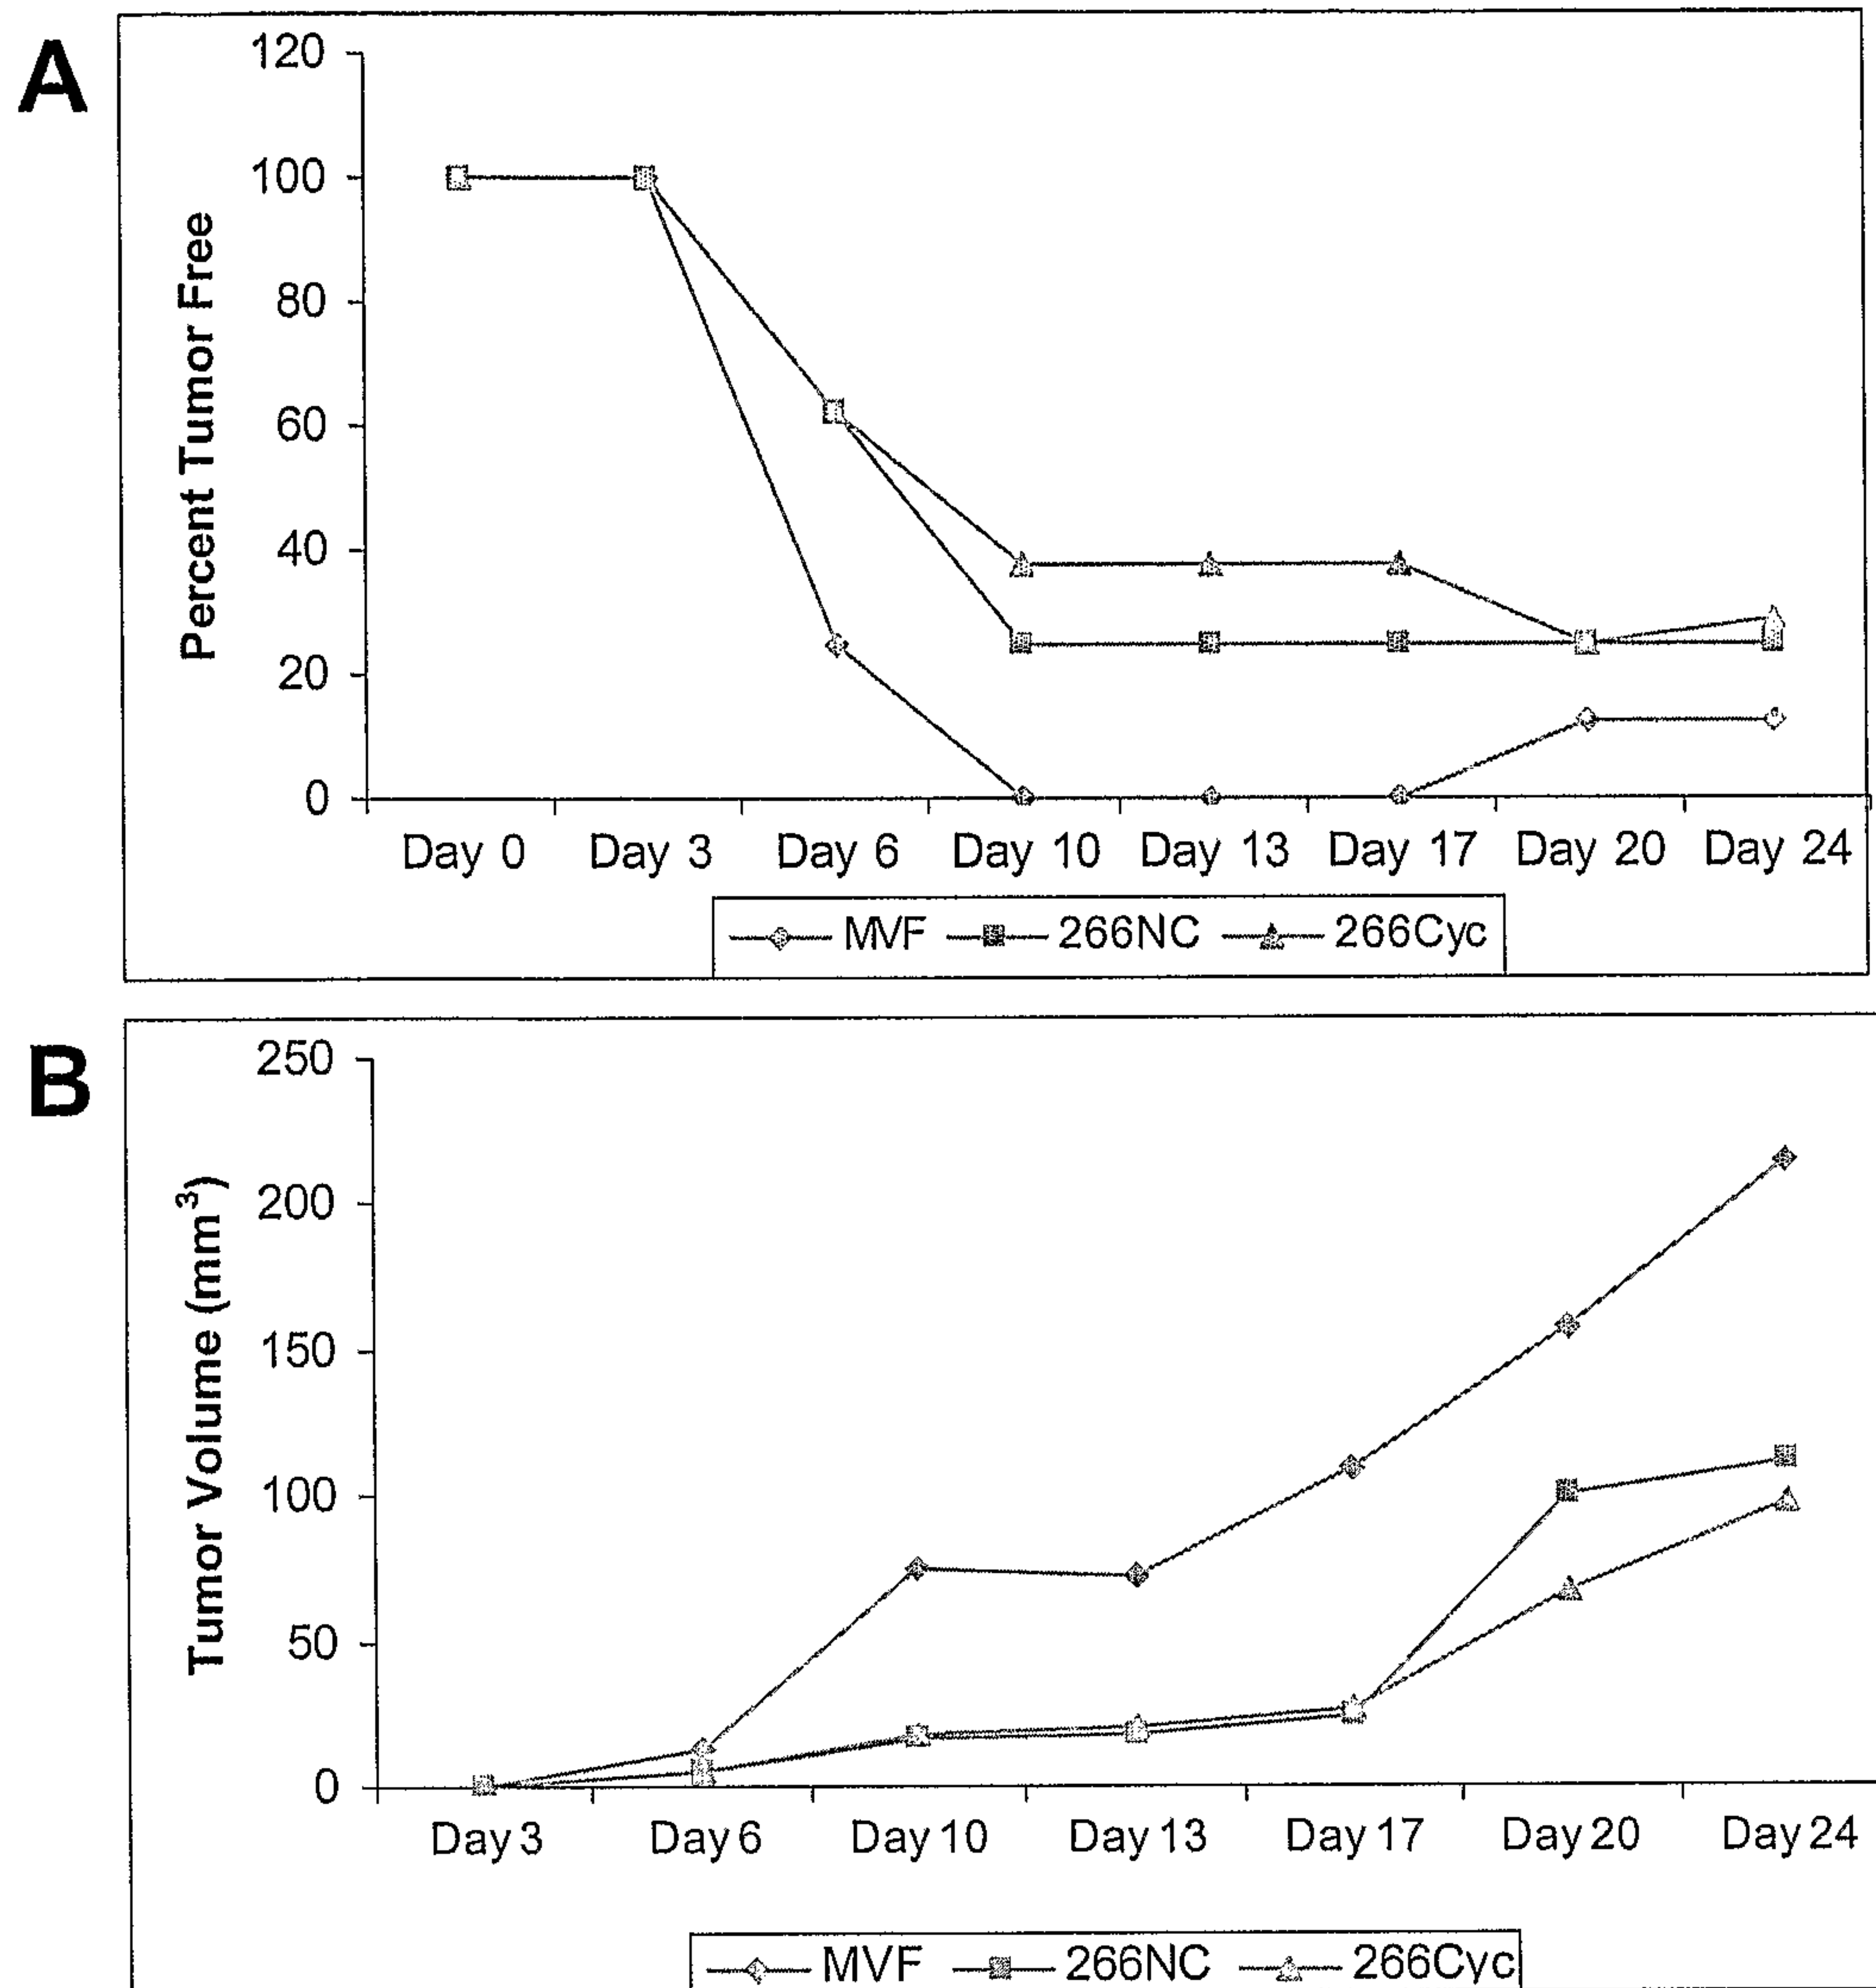 A
Percent Tumor Free
120
100
80
60
40
20
0
Day 0 Day 3 Day 6 Day 10 Day 13 Day 17 Day 20 Day 24
MVF 266NC 266Cyc
B
Tumor Volume (mm³)
250
200
150
100
50
0
Day 3 Day 6 Day 10 Day 13 Day 17 Day 20 Day 24
MVF 266NC 266Cyc